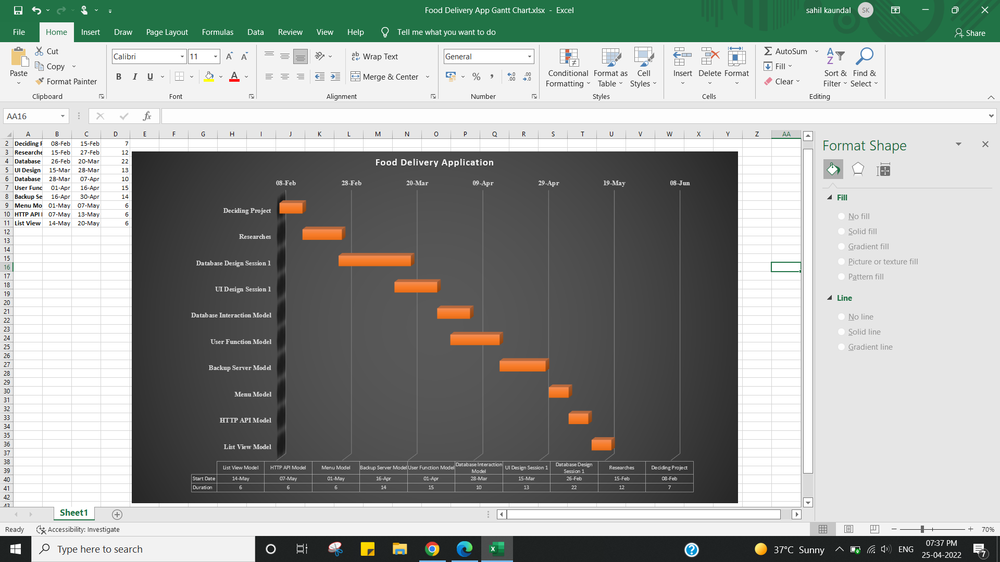 Food Delivery App Gantt Chart.xlsx - Excel
sahil kaundal
SK
File Home Insert Draw Page Layout Formulas Data Review View Help Tell me what you want to do
Share
Paste
Cut
Copy
Format Painter
Clipboard
Calibri 11
B I U
Font
Wrap Text
Merge & Center
Alignment
General
Number
Conditional Formatting
Format as Table
Cell Styles
Styles
Insert Delete Format
Cells
AutoSum
Fill
Clear
Sort & Filter
Find & Select
Editing
AA16
fx
A B C D E F G H I J K L M N O P Q R S T U V W X Y Z AA
2 Deciding P 08-Feb 15-Feb 7
3 Researche 15-Feb 27-Feb 12
4 Database 26-Feb 20-Mar 22
5 UI Design 15-Mar 28-Mar 13
6 Database 28-Mar 07-Apr 10
7 User Func 01-Apr 16-Apr 15
8 Backup Se 16-Apr 30-Apr 14
9 Menu Mo 01-May 07-May 6
10 HTTP API 07-May 13-May 6
11 List View 14-May 20-May 6
12
13
14
15
16
17
18
19
20
21
22
23
24
25
26
27
28
29
30
31
32
33
34
35
36
37
38
39
40
41
42
43
Food Delivery Application
08-Feb 28-Feb 20-Mar 09-Apr 29-Apr 19-May 08-Jun
Deciding Project
Researches
Database Design Session 1
UI Design Session 1
Database Interaction Model
User Function Model
Backup Server Model
Menu Model
HTTP API Model
List View Model
List View Model HTTP API Model Menu Model Backup Server Model User Function Model Database Interaction Model UI Design Session 1 Database Design Session 1 Researches Deciding Project
Start Date 14-May 07-May 01-May 16-Apr 01-Apr 28-Mar 15-Mar 26-Feb 15-Feb 08-Feb
Duration 6 6 6 14 15 10 13 22 12 7
Format Shape
Fill
No fill
Solid fill
Gradient fill
Picture or texture fill
Pattern fill
Line
No line
Solid line
Gradient line
Sheet1
Ready
Accessibility: Investigate
70%
Type here to search
37°C Sunny
ENG
07:37 PM
25-04-2022
7